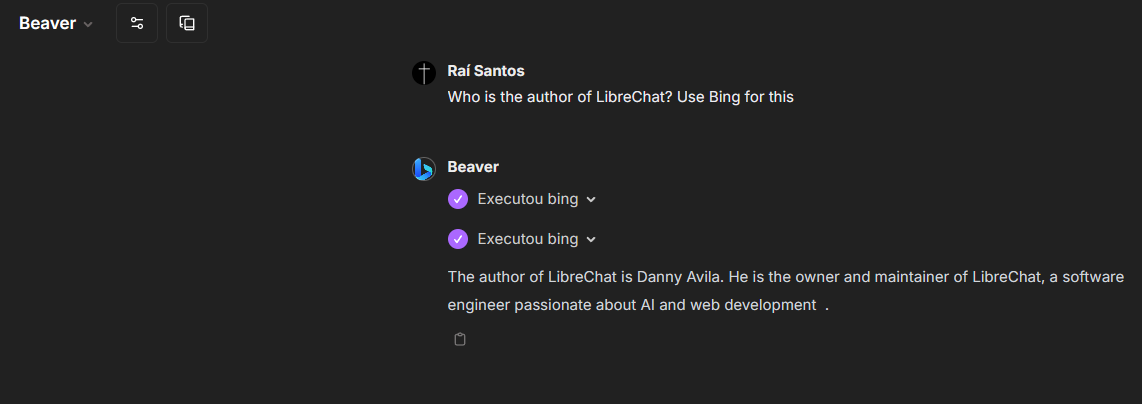 Beaver
Raí Santos
Who is the author of LibreChat? Use Bing for this
Beaver
Executou bing
Executou bing
The author of LibreChat is Danny Avila. He is the owner and maintainer of LibreChat, a software
engineer passionate about AI and web development  .